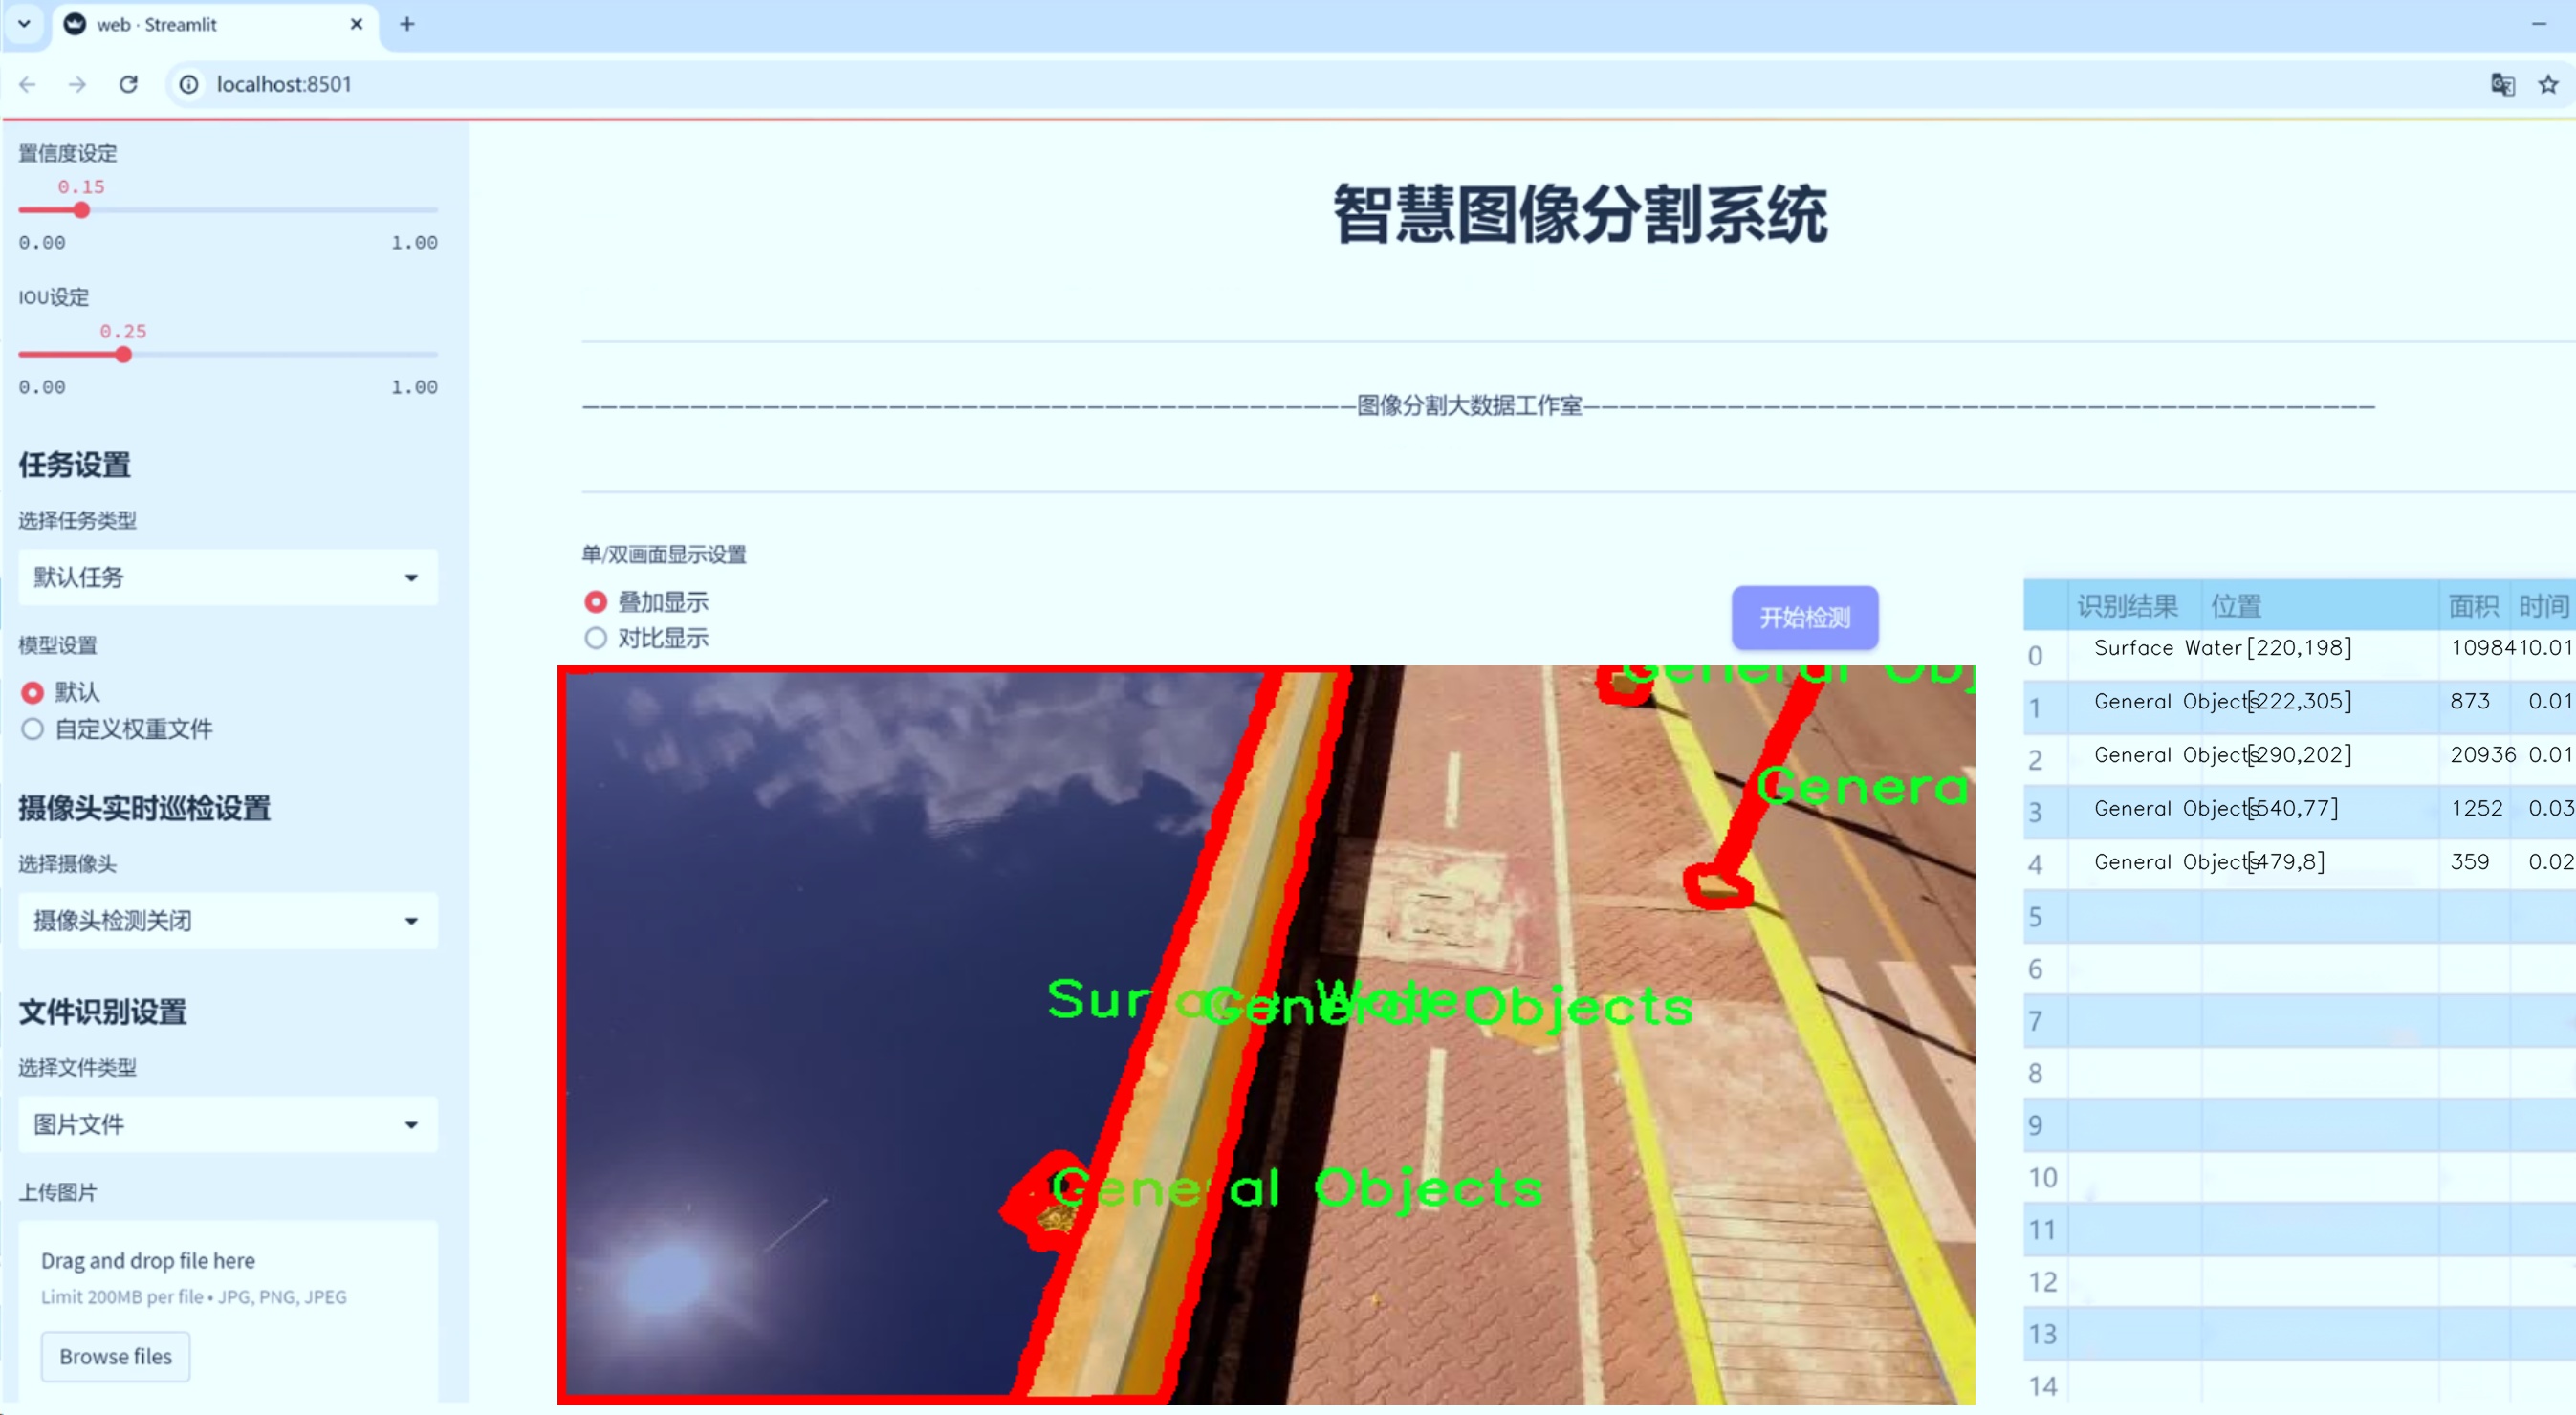 web · Streamlit
localhost:8501
置信度设定
0.15
0.00 1.00
IOU设定
0.25
0.00 1.00
任务设置
选择任务类型
默认任务
模型设置
默认
自定义权重文件
摄像头实时巡检设置
选择摄像头
摄像头检测关闭
文件识别设置
选择文件类型
图片文件
上传图片
Drag and drop file here
Limit 200MB per file • JPG, PNG, JPEG
Browse files
智慧图像分割系统
图像分割大数据工作室
单/双画面显示设置
叠加显示
对比显示
开始检测
General Obj
Genera
Surface Water
General Objects
General Objects
识别结果 位置 面积 时间
0 Surface Water [220,198] 109841 0.01
1 General Objects [222,305] 873 0.01
2 General Objects [290,202] 20936 0.01
3 General Objects [540,77] 1252 0.03
4 General Objects [479,8] 359 0.02
5
6
7
8
9
10
11
12
13
14